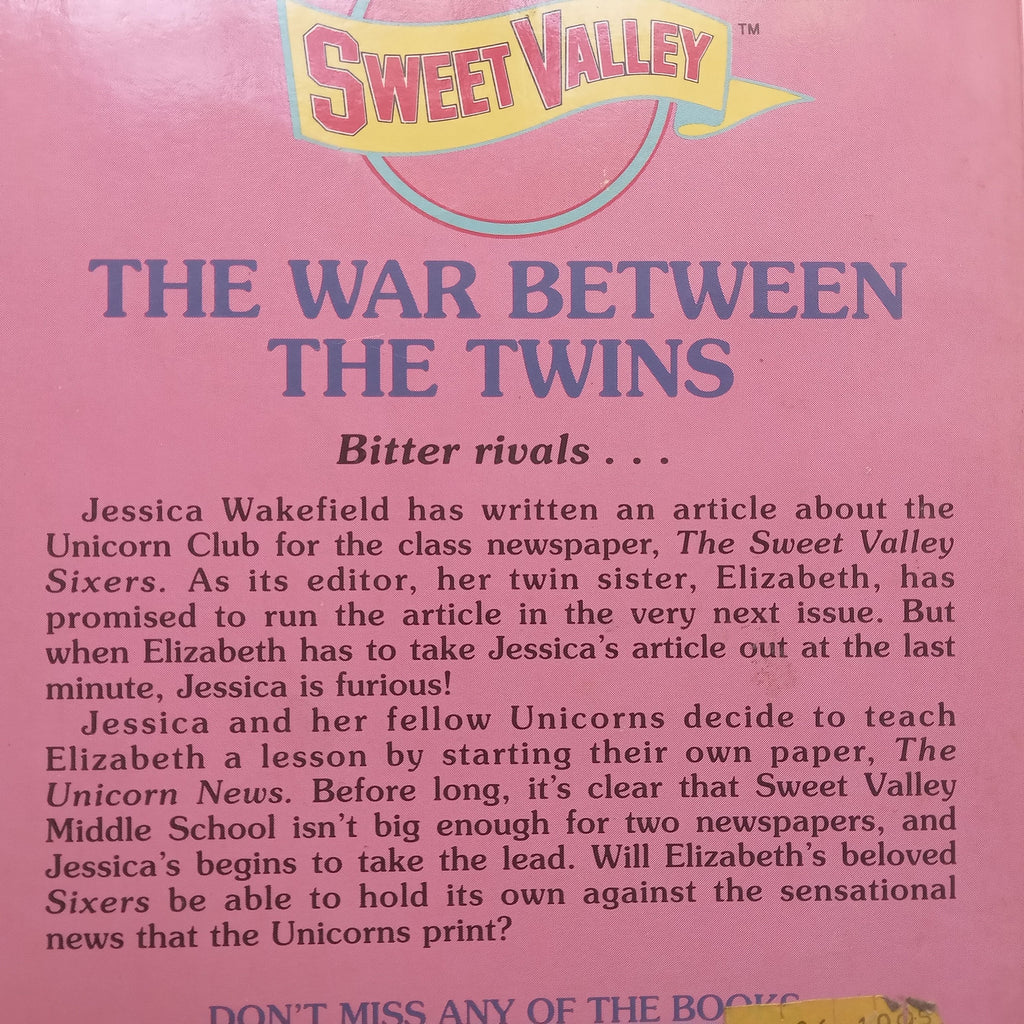 SWEET VALLEY TM
THE WAR BETWEEN
THE TWINS
Bitter rivals . . .
Jessica Wakefield has written an article about the
Unicorn Club for the class newspaper, The Sweet Valley
Sixers. As its editor, her twin sister, Elizabeth, has
promised to run the article in the very next issue. But
when Elizabeth has to take Jessica's article out at the last
minute, Jessica is furious!
Jessica and her fellow Unicorns decide to teach
Elizabeth a lesson by starting their own paper, The
Unicorn News. Before long, it's clear that Sweet Valley
Middle School isn't big enough for two newspapers, and
Jessica's begins to take the lead. Will Elizabeth's beloved
Sixers be able to hold its own against the sensational
news that the Unicorns print?
DON'T MISS ANY OF THE BOOKS